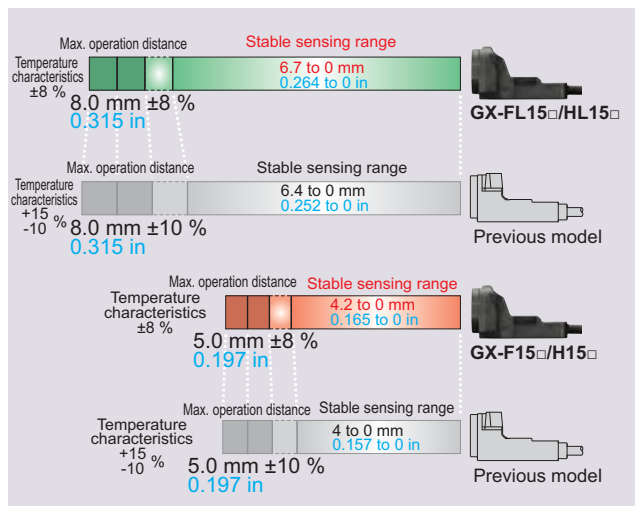 Max. operation distance
Stable sensing range
Temperature
characteristics
±8 %
6.7 to 0 mm
0.264 to 0 in
8.0 mm ±8 %
0.315 in
GX-FL15□/HL15□
Max. operation distance
Stable sensing range
Temperature
characteristics
+15
-10 %
6.4 to 0 mm
0.252 to 0 in
8.0 mm ±10 %
0.315 in
Previous model
Max. operation distance
Stable sensing range
Temperature
characteristics
±8 %
4.2 to 0 mm
0.165 to 0 in
5.0 mm ±8 %
0.197 in
GX-F15□/H15□
Max. operation distance
Stable sensing range
Temperature
characteristics
+15
-10 %
4 to 0 mm
0.157 to 0 in
5.0 mm ±10 %
0.197 in
Previous model